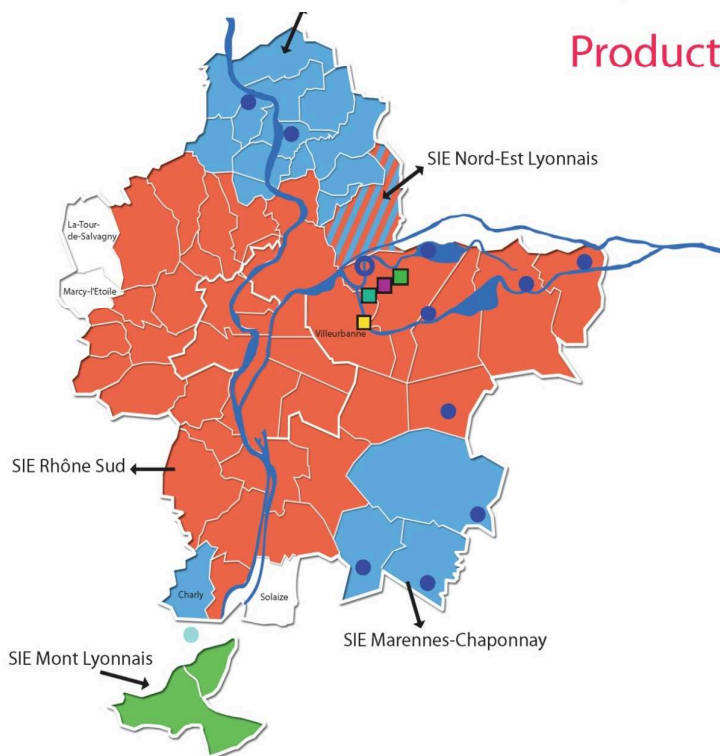 Product
SIE Nord-Est Lyonnais
La-Tour-
de-Salvagny
Marcy-l'Etoile
Villeurbanne
SIE Rhône Sud
Charly
Solaize
SIE Marennes-Chaponnay
SIE Mont Lyonnais